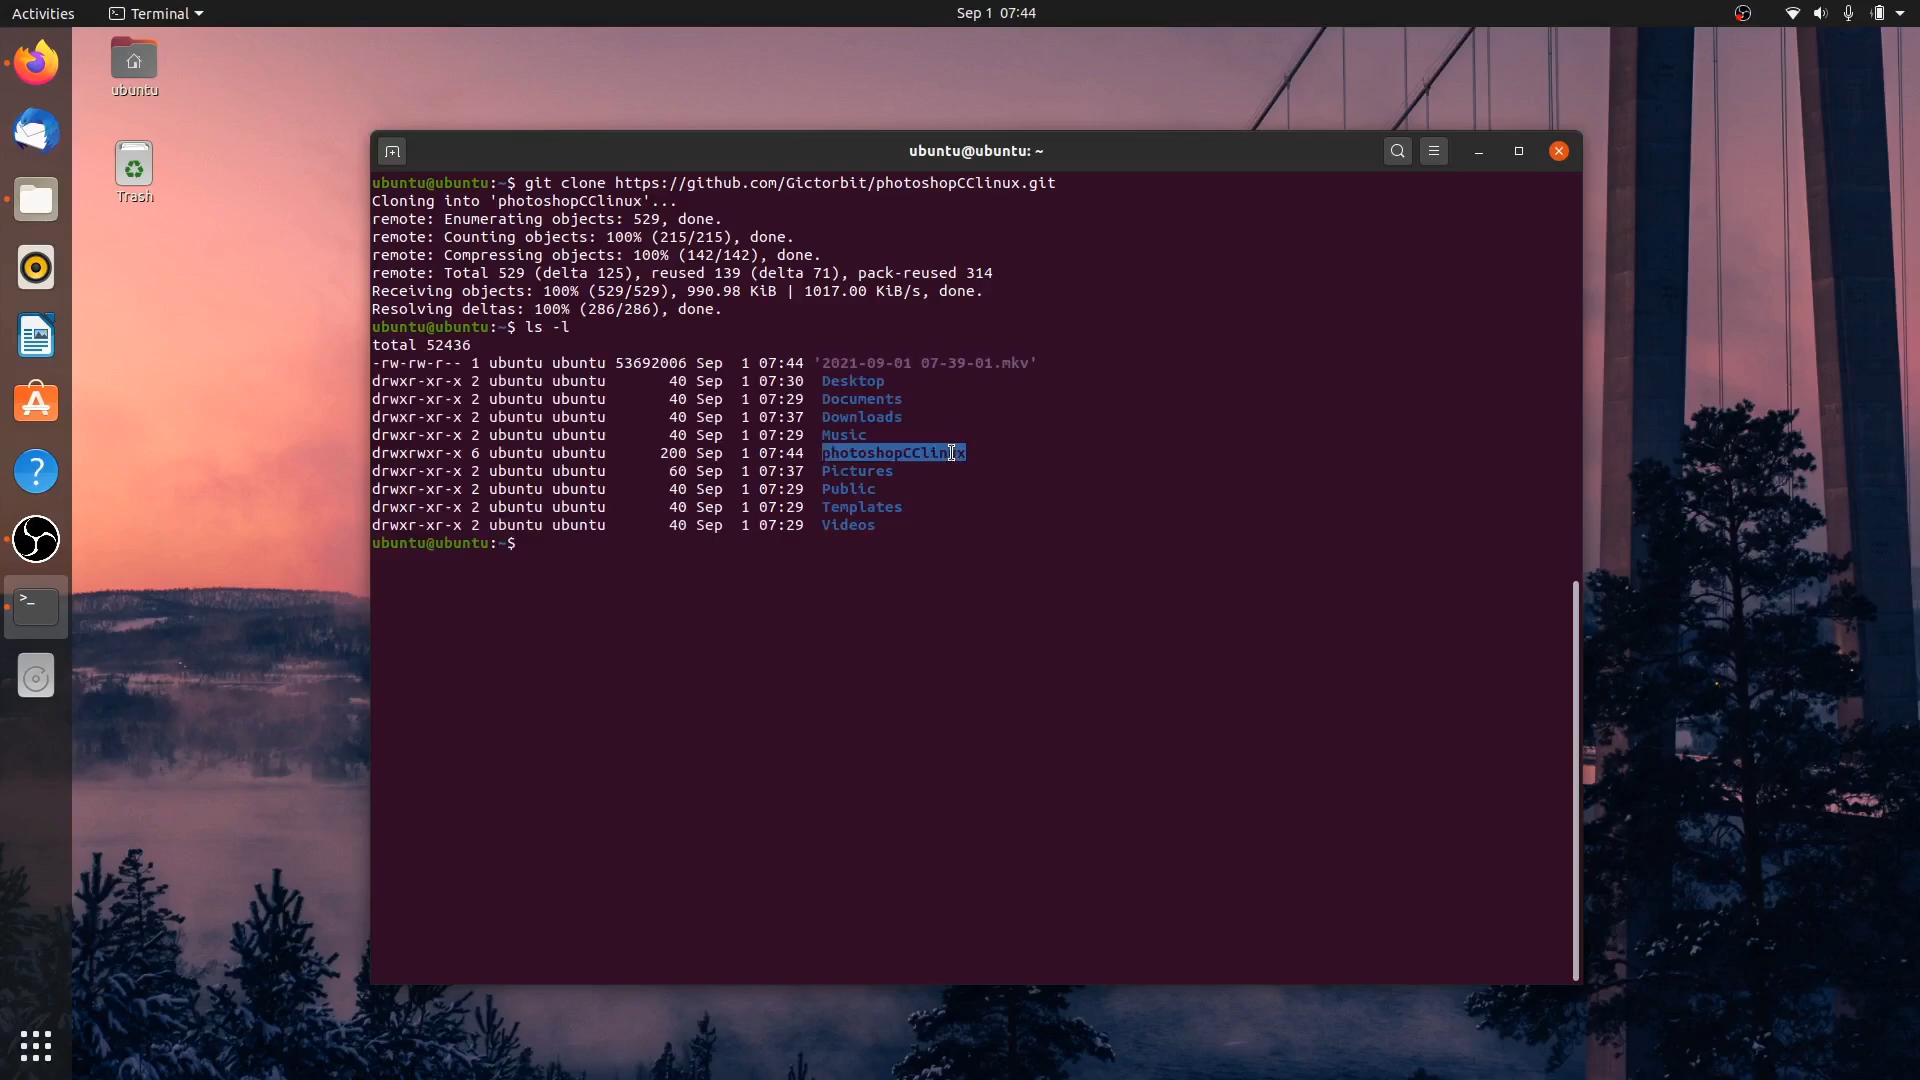 Activities
Terminal
Sep 1 07:44
ubuntu
Trash
ubuntu@ubuntu: ~
ubuntu@ubuntu:~$ git clone https://github.com/Gictorbit/photoshopCClinux.git
Cloning into 'photoshopCClinux'...
remote: Enumerating objects: 529, done.
remote: Counting objects: 100% (215/215), done.
remote: Compressing objects: 100% (142/142), done.
remote: Total 529 (delta 125), reused 139 (delta 71), pack-reused 314
Receiving objects: 100% (529/529), 990.98 KiB | 1017.00 KiB/s, done.
Resolving deltas: 100% (286/286), done.
ubuntu@ubuntu:~$ ls -l
total 52436
-rw-rw-r-- 1 ubuntu ubuntu 53692006 Sep  1 07:44 '2021-09-01 07-39-01.mkv'
drwxr-xr-x 2 ubuntu ubuntu       40 Sep  1 07:30  Desktop
drwxr-xr-x 2 ubuntu ubuntu       40 Sep  1 07:29  Documents
drwxr-xr-x 2 ubuntu ubuntu       40 Sep  1 07:37  Downloads
drwxr-xr-x 2 ubuntu ubuntu       40 Sep  1 07:29  Music
drwxrwxr-x 6 ubuntu ubuntu      200 Sep  1 07:44  photoshopCClinux
drwxr-xr-x 2 ubuntu ubuntu       60 Sep  1 07:37  Pictures
drwxr-xr-x 2 ubuntu ubuntu       40 Sep  1 07:29  Public
drwxr-xr-x 2 ubuntu ubuntu       40 Sep  1 07:29  Templates
drwxr-xr-x 2 ubuntu ubuntu       40 Sep  1 07:29  Videos
ubuntu@ubuntu:~$